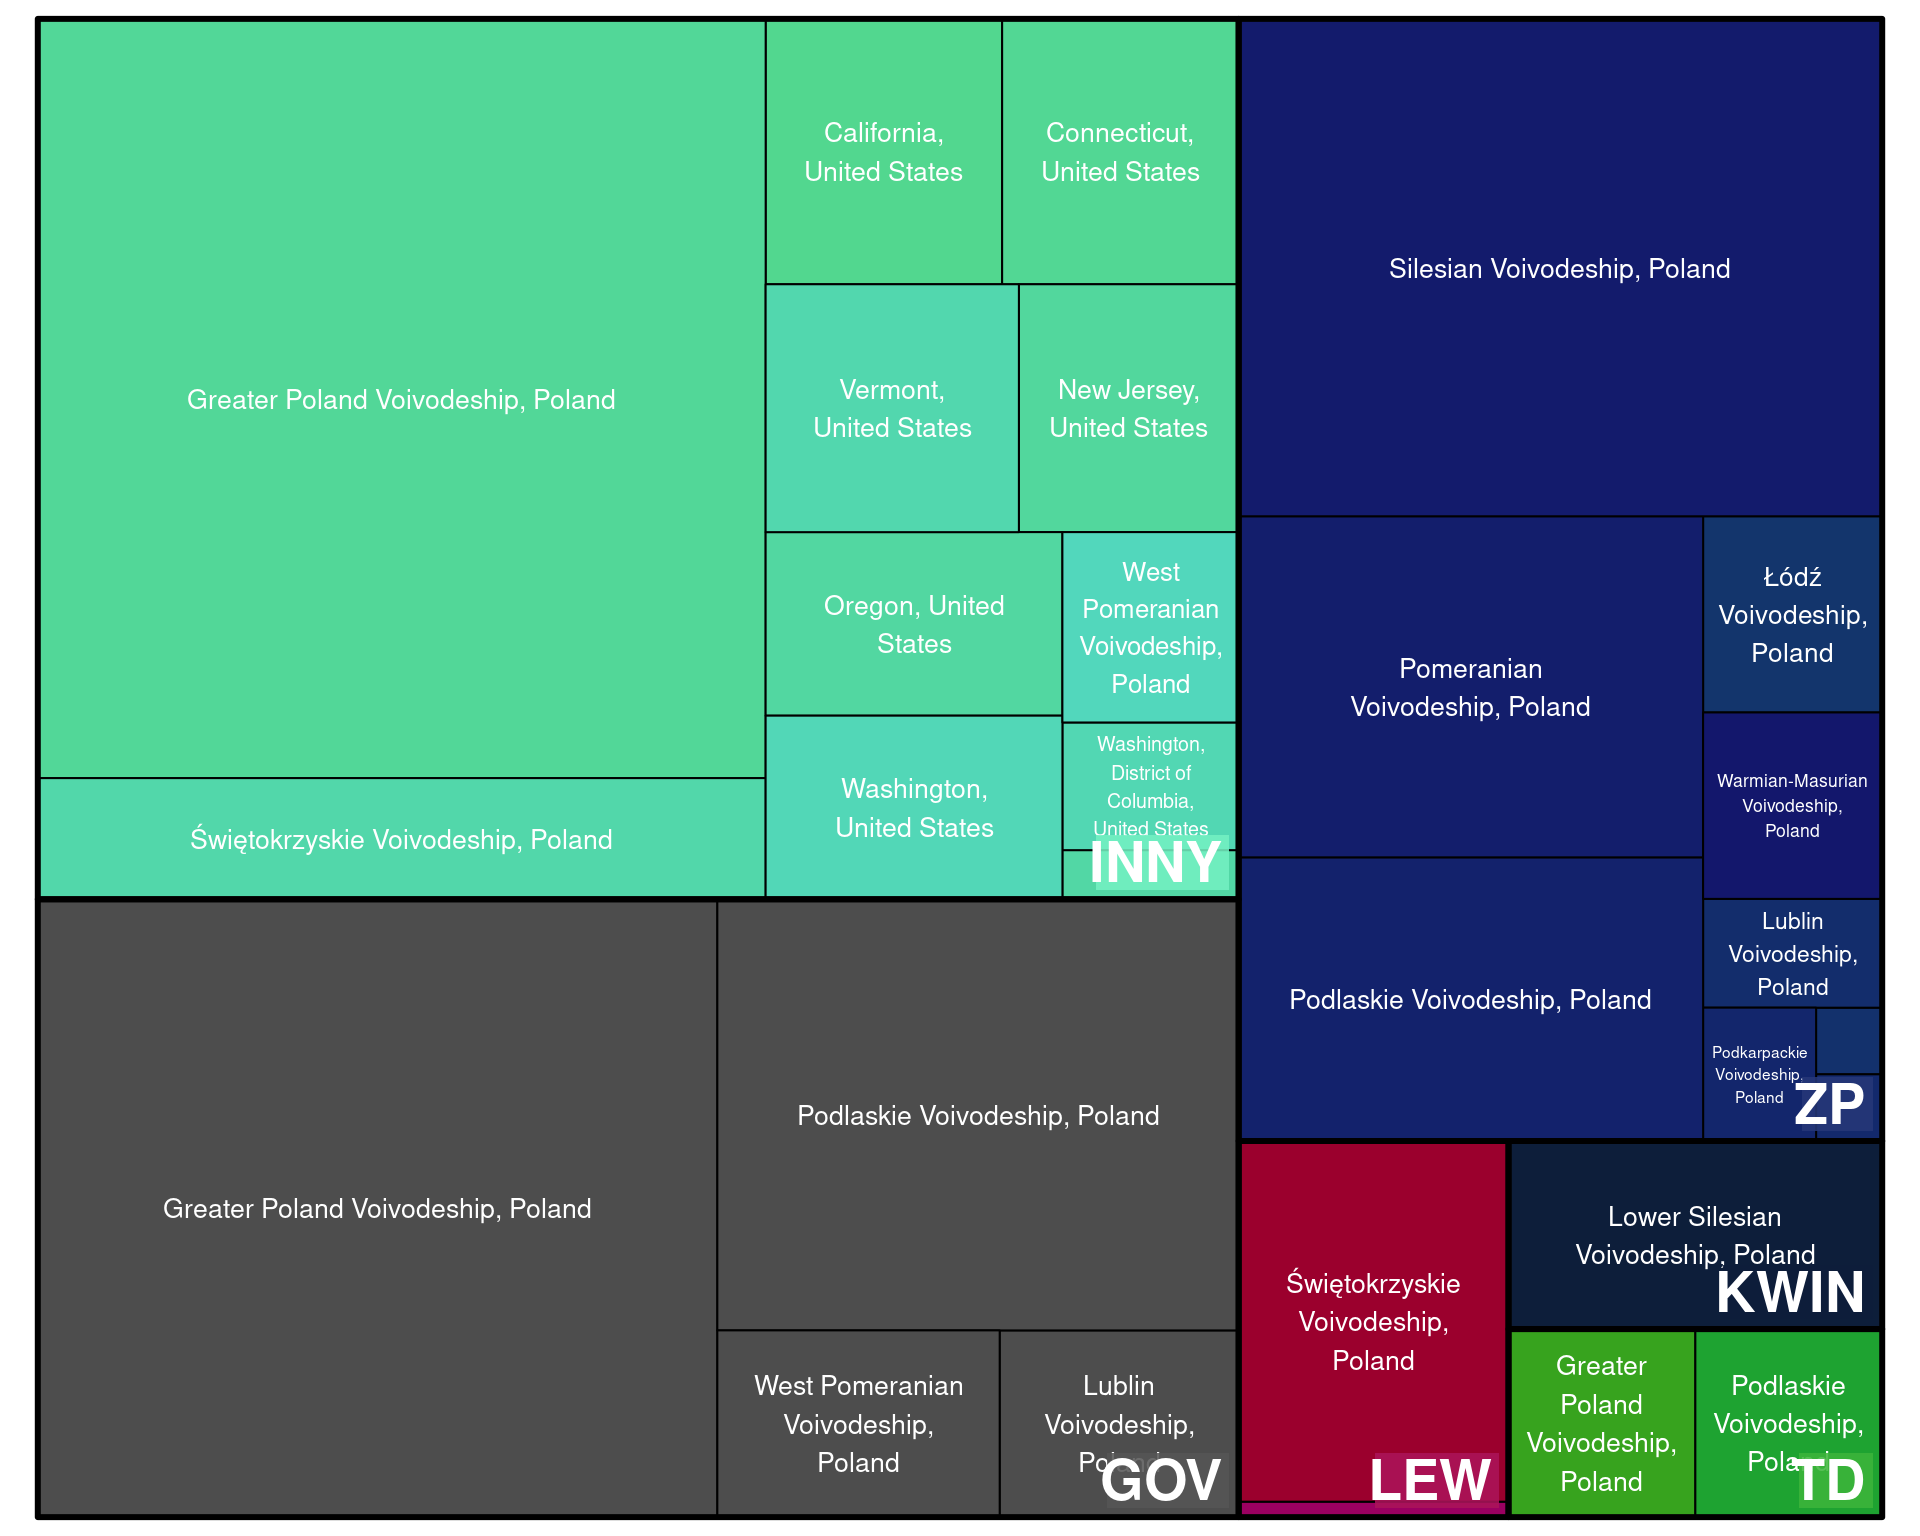 Greater Poland Voivodeship, Poland
Świętokrzyskie Voivodeship, Poland
California,
United States
Connecticut,
United States
Vermont,
United States
New Jersey,
United States
Oregon, United
States
West
Pomeranian
Voivodeship,
Poland
Washington,
United States
Washington,
District of
Columbia,
United States
INNY
Greater Poland Voivodeship, Poland
Podlaskie Voivodeship, Poland
West Pomeranian
Voivodeship,
Poland
Lublin
Voivodeship,
Poland
GOV
Silesian Voivodeship, Poland
Pomeranian
Voivodeship, Poland
Podlaskie Voivodeship, Poland
Łódź
Voivodeship,
Poland
Warmian-Masurian
Voivodeship,
Poland
Lublin
Voivodeship,
Poland
Podkarpackie
Voivodeship,
Poland
ZP
Świętokrzyskie
Voivodeship,
Poland
LEW
Lower Silesian
Voivodeship, Poland
KWIN
Greater
Poland
Voivodeship,
Poland
Podlaskie
Voivodeship,
Poland
TD